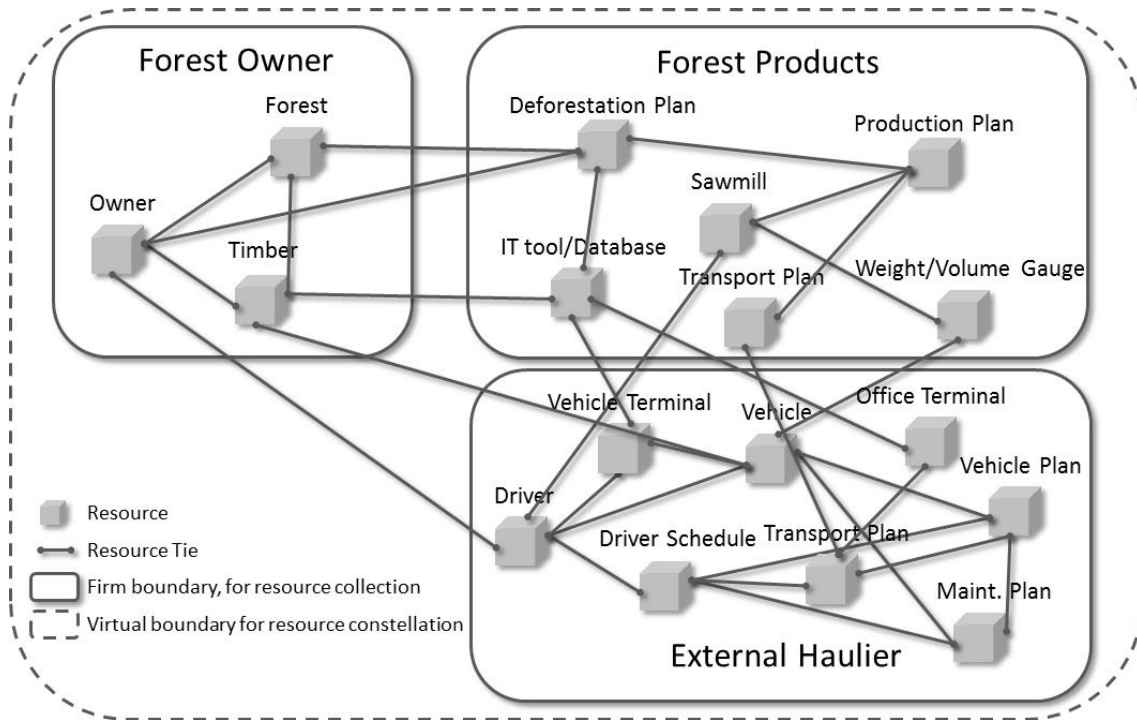 Forest Owner
Forest
Owner
Timber
Forest Products
Deforestation Plan
Production Plan
Sawmill
IT tool/Database
Transport Plan
Weight/Volume Gauge
Vehicle Terminal
Vehicle
Office Terminal
Vehicle Plan
Driver
Driver Schedule
Transport Plan
Maint. Plan
External Haulier
Resource
Resource Tie
Firm boundary, for resource collection
Virtual boundary for resource constellation